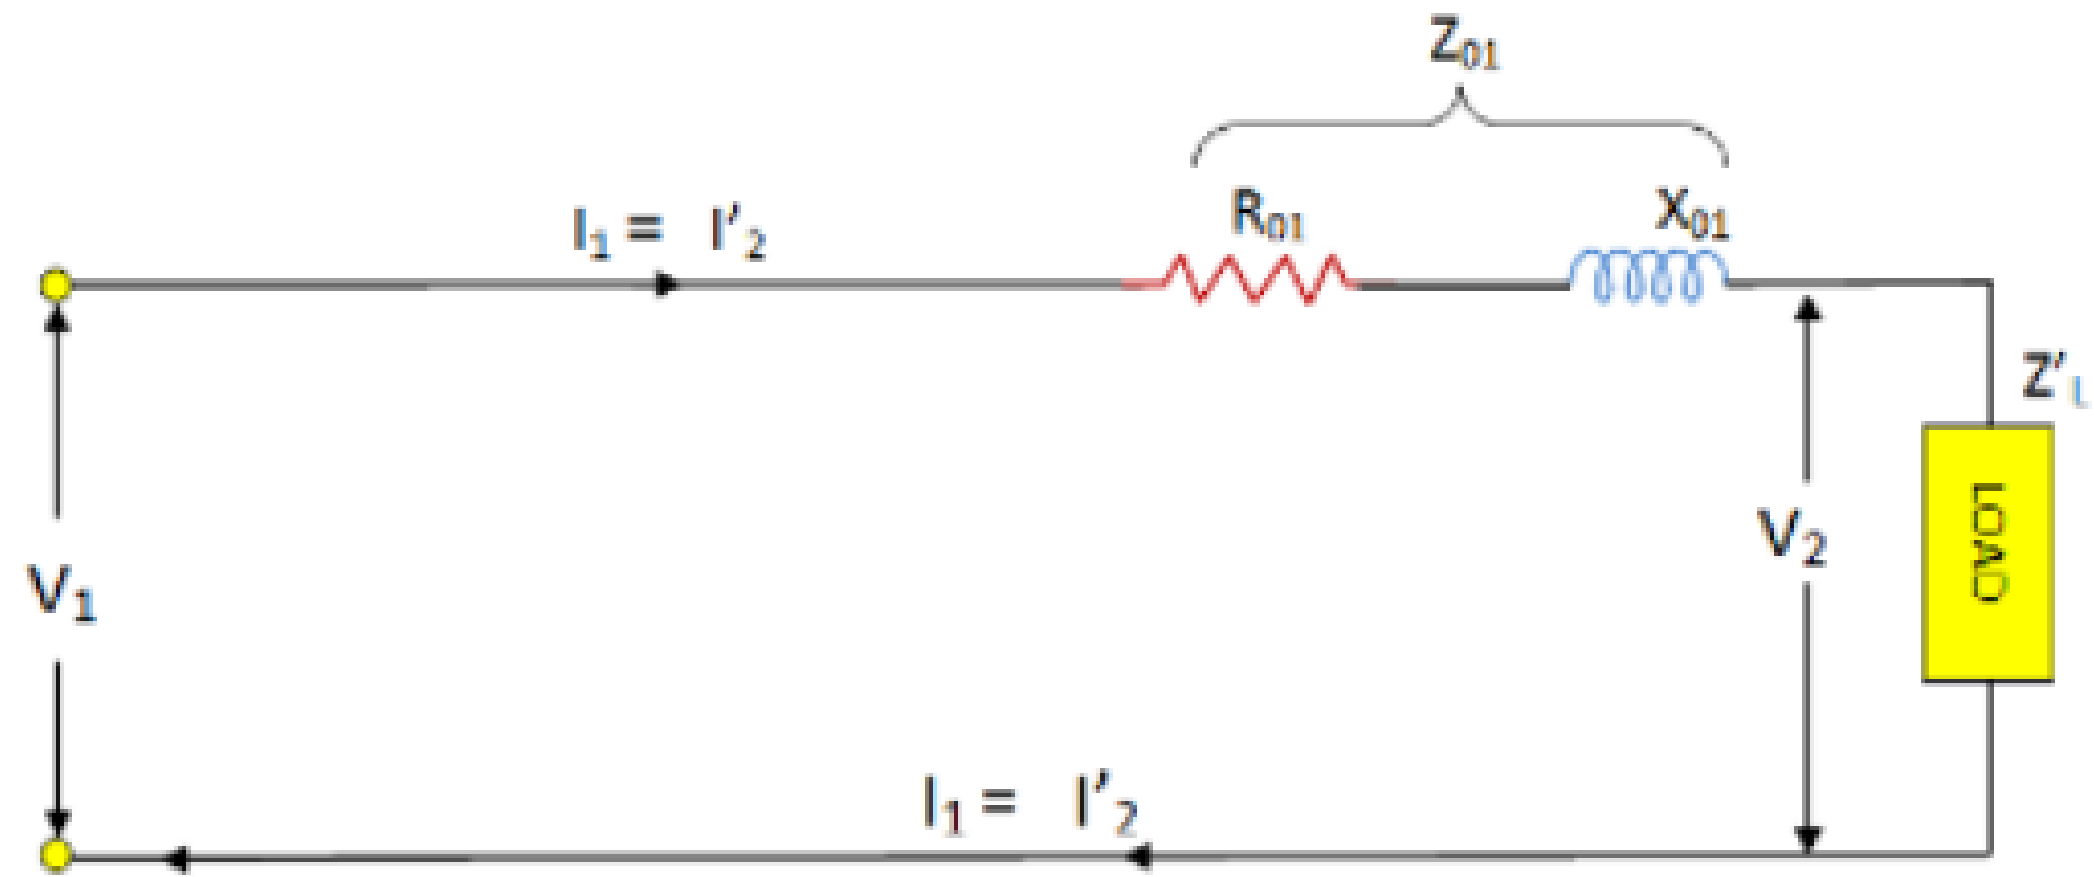 Z₀₁
R₀₁
X₀₁
I₁ = I′₂
Z′L
V₁
V₂
LOAD
I₁ = I′₂